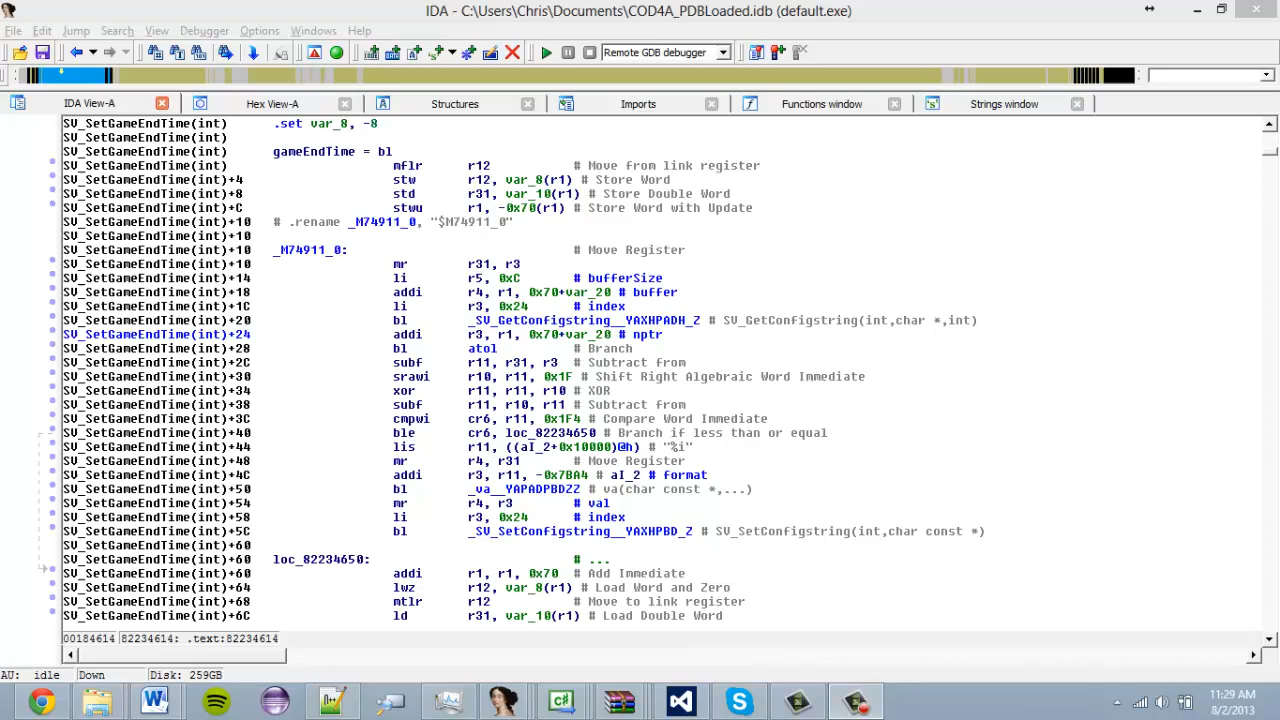 IDA - C:\Users\Chris\Documents\COD4A_PDBLoaded.idb (default.exe)
File Edit Jump Search View Debugger Options Windows Help
Remote GDB debugger
IDA View-A Hex View-A Structures Imports Functions window Strings window
SV_SetGameEndTime(int) .set var_8, -8
SV_SetGameEndTime(int)
SV_SetGameEndTime(int) gameEndTime = bl
SV_SetGameEndTime(int) mflr r12 # Move from link register
SV_SetGameEndTime(int)+4 stw r12, var_8(r1) # Store Word
SV_SetGameEndTime(int)+8 std r31, var_10(r1) # Store Double Word
SV_SetGameEndTime(int)+C stwu r1, -0x70(r1) # Store Word with Update
SV_SetGameEndTime(int)+10 # .rename _M74911_0, "$M74911_0"
SV_SetGameEndTime(int)+10
SV_SetGameEndTime(int)+10 _M74911_0: # Move Register
SV_SetGameEndTime(int)+10 mr r31, r3
SV_SetGameEndTime(int)+14 li r5, 0xC # bufferSize
SV_SetGameEndTime(int)+18 addi r4, r1, 0x70+var_20 # buffer
SV_SetGameEndTime(int)+1C li r3, 0x24 # index
SV_SetGameEndTime(int)+20 bl _SV_GetConfigstring__YAXHPADH_Z # SV_GetConfigstring(int,char *,int)
SV_SetGameEndTime(int)+24 addi r3, r1, 0x70+var_20 # nptr
SV_SetGameEndTime(int)+28 bl atol # Branch
SV_SetGameEndTime(int)+2C subf r11, r31, r3 # Subtract from
SV_SetGameEndTime(int)+30 srawi r10, r11, 0x1F # Shift Right Algebraic Word Immediate
SV_SetGameEndTime(int)+34 xor r11, r11, r10 # XOR
SV_SetGameEndTime(int)+38 subf r11, r10, r11 # Subtract from
SV_SetGameEndTime(int)+3C cmpwi cr6, r11, 0x1F4 # Compare Word Immediate
SV_SetGameEndTime(int)+40 ble cr6, loc_82234650 # Branch if less than or equal
SV_SetGameEndTime(int)+44 lis r11, ((aI_2+0x10000)@h) # "%i"
SV_SetGameEndTime(int)+48 mr r4, r31 # Move Register
SV_SetGameEndTime(int)+4C addi r3, r11, -0x7BA4 # aI_2 # format
SV_SetGameEndTime(int)+50 bl _va__YAPADPBDZZ # va(char const *,...)
SV_SetGameEndTime(int)+54 mr r4, r3 # val
SV_SetGameEndTime(int)+58 li r3, 0x24 # index
SV_SetGameEndTime(int)+5C bl _SV_SetConfigstring__YAXHPBD_Z # SV_SetConfigstring(int,char const *)
SV_SetGameEndTime(int)+60
SV_SetGameEndTime(int)+60 loc_82234650: # ...
SV_SetGameEndTime(int)+60 addi r1, r1, 0x70 # Add Immediate
SV_SetGameEndTime(int)+64 lwz r12, var_8(r1) # Load Word and Zero
SV_SetGameEndTime(int)+68 mtlr r12 # Move to link register
SV_SetGameEndTime(int)+6C ld r31, var_10(r1) # Load Double Word
00184614 82234614: .text:82234614
AU: idle Down Disk: 259GB
11:29 AM
8/2/2013